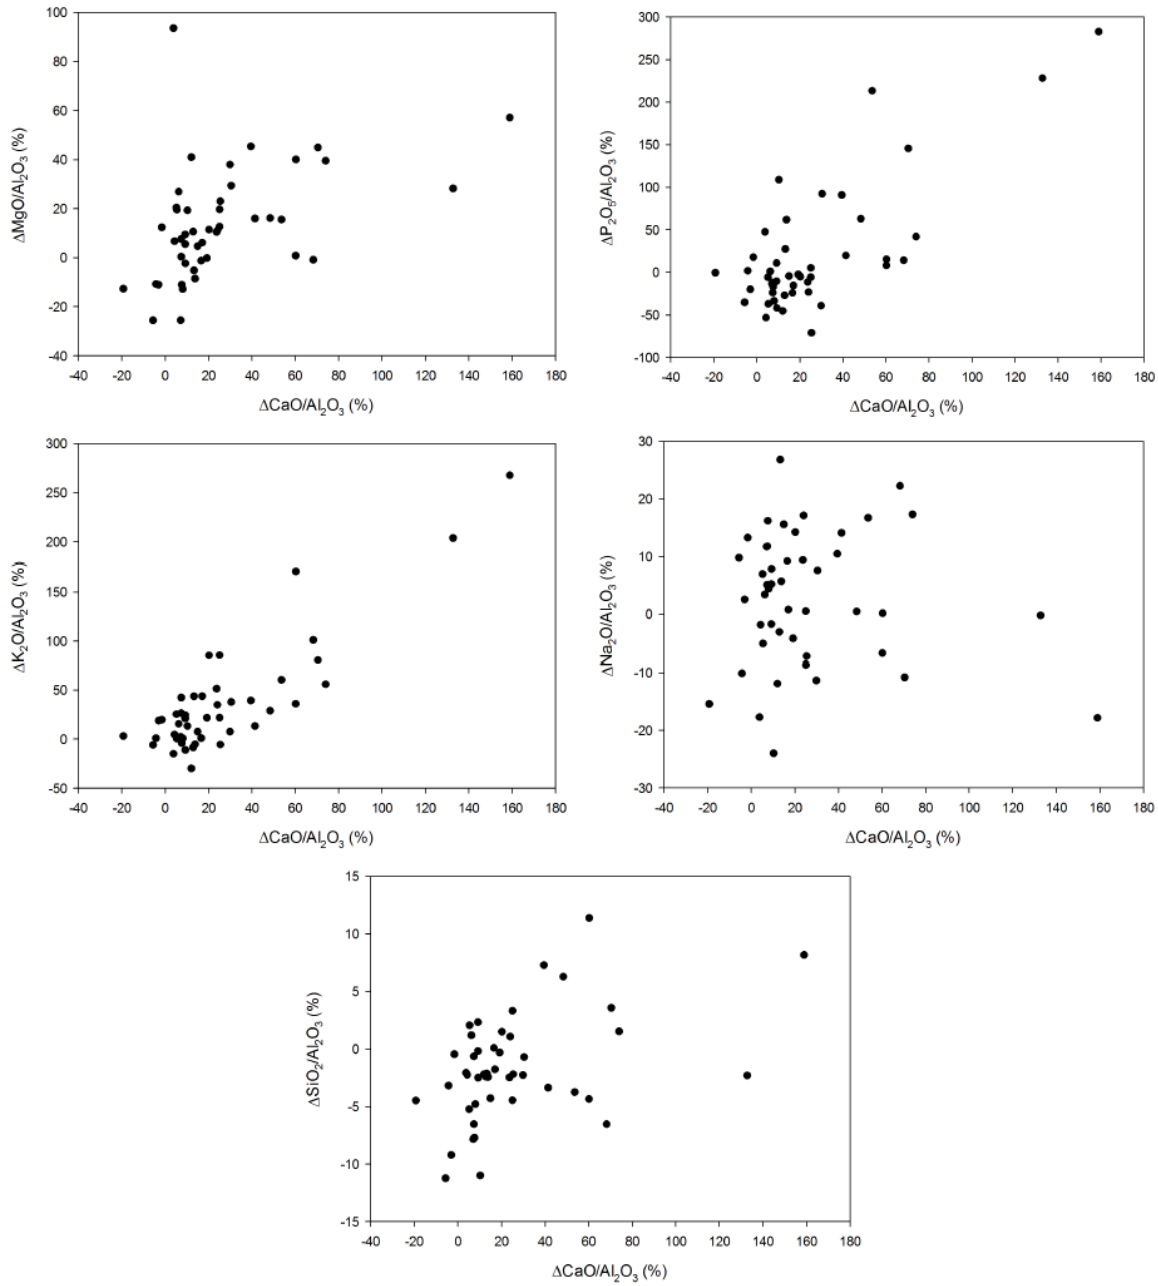 100
80
60
40
20
0
-20
-40
ΔMgO/Al₂O₃ (%)
-40 -20 0 20 40 60 80 100 120 140 160 180
ΔCaO/Al₂O₃ (%)
300
250
200
150
100
50
0
-50
-100
ΔP₂O₅/Al₂O₃ (%)
-40 -20 0 20 40 60 80 100 120 140 160 180
ΔCaO/Al₂O₃ (%)
300
250
200
150
100
50
0
-50
ΔK₂O/Al₂O₃ (%)
-40 -20 0 20 40 60 80 100 120 140 160 180
ΔCaO/Al₂O₃ (%)
30
20
10
0
-10
-20
-30
ΔNa₂O/Al₂O₃ (%)
-40 -20 0 20 40 60 80 100 120 140 160 180
ΔCaO/Al₂O₃ (%)
15
10
5
0
-5
-10
-15
ΔSiO₂/Al₂O₃ (%)
-40 -20 0 20 40 60 80 100 120 140 160 180
ΔCaO/Al₂O₃ (%)